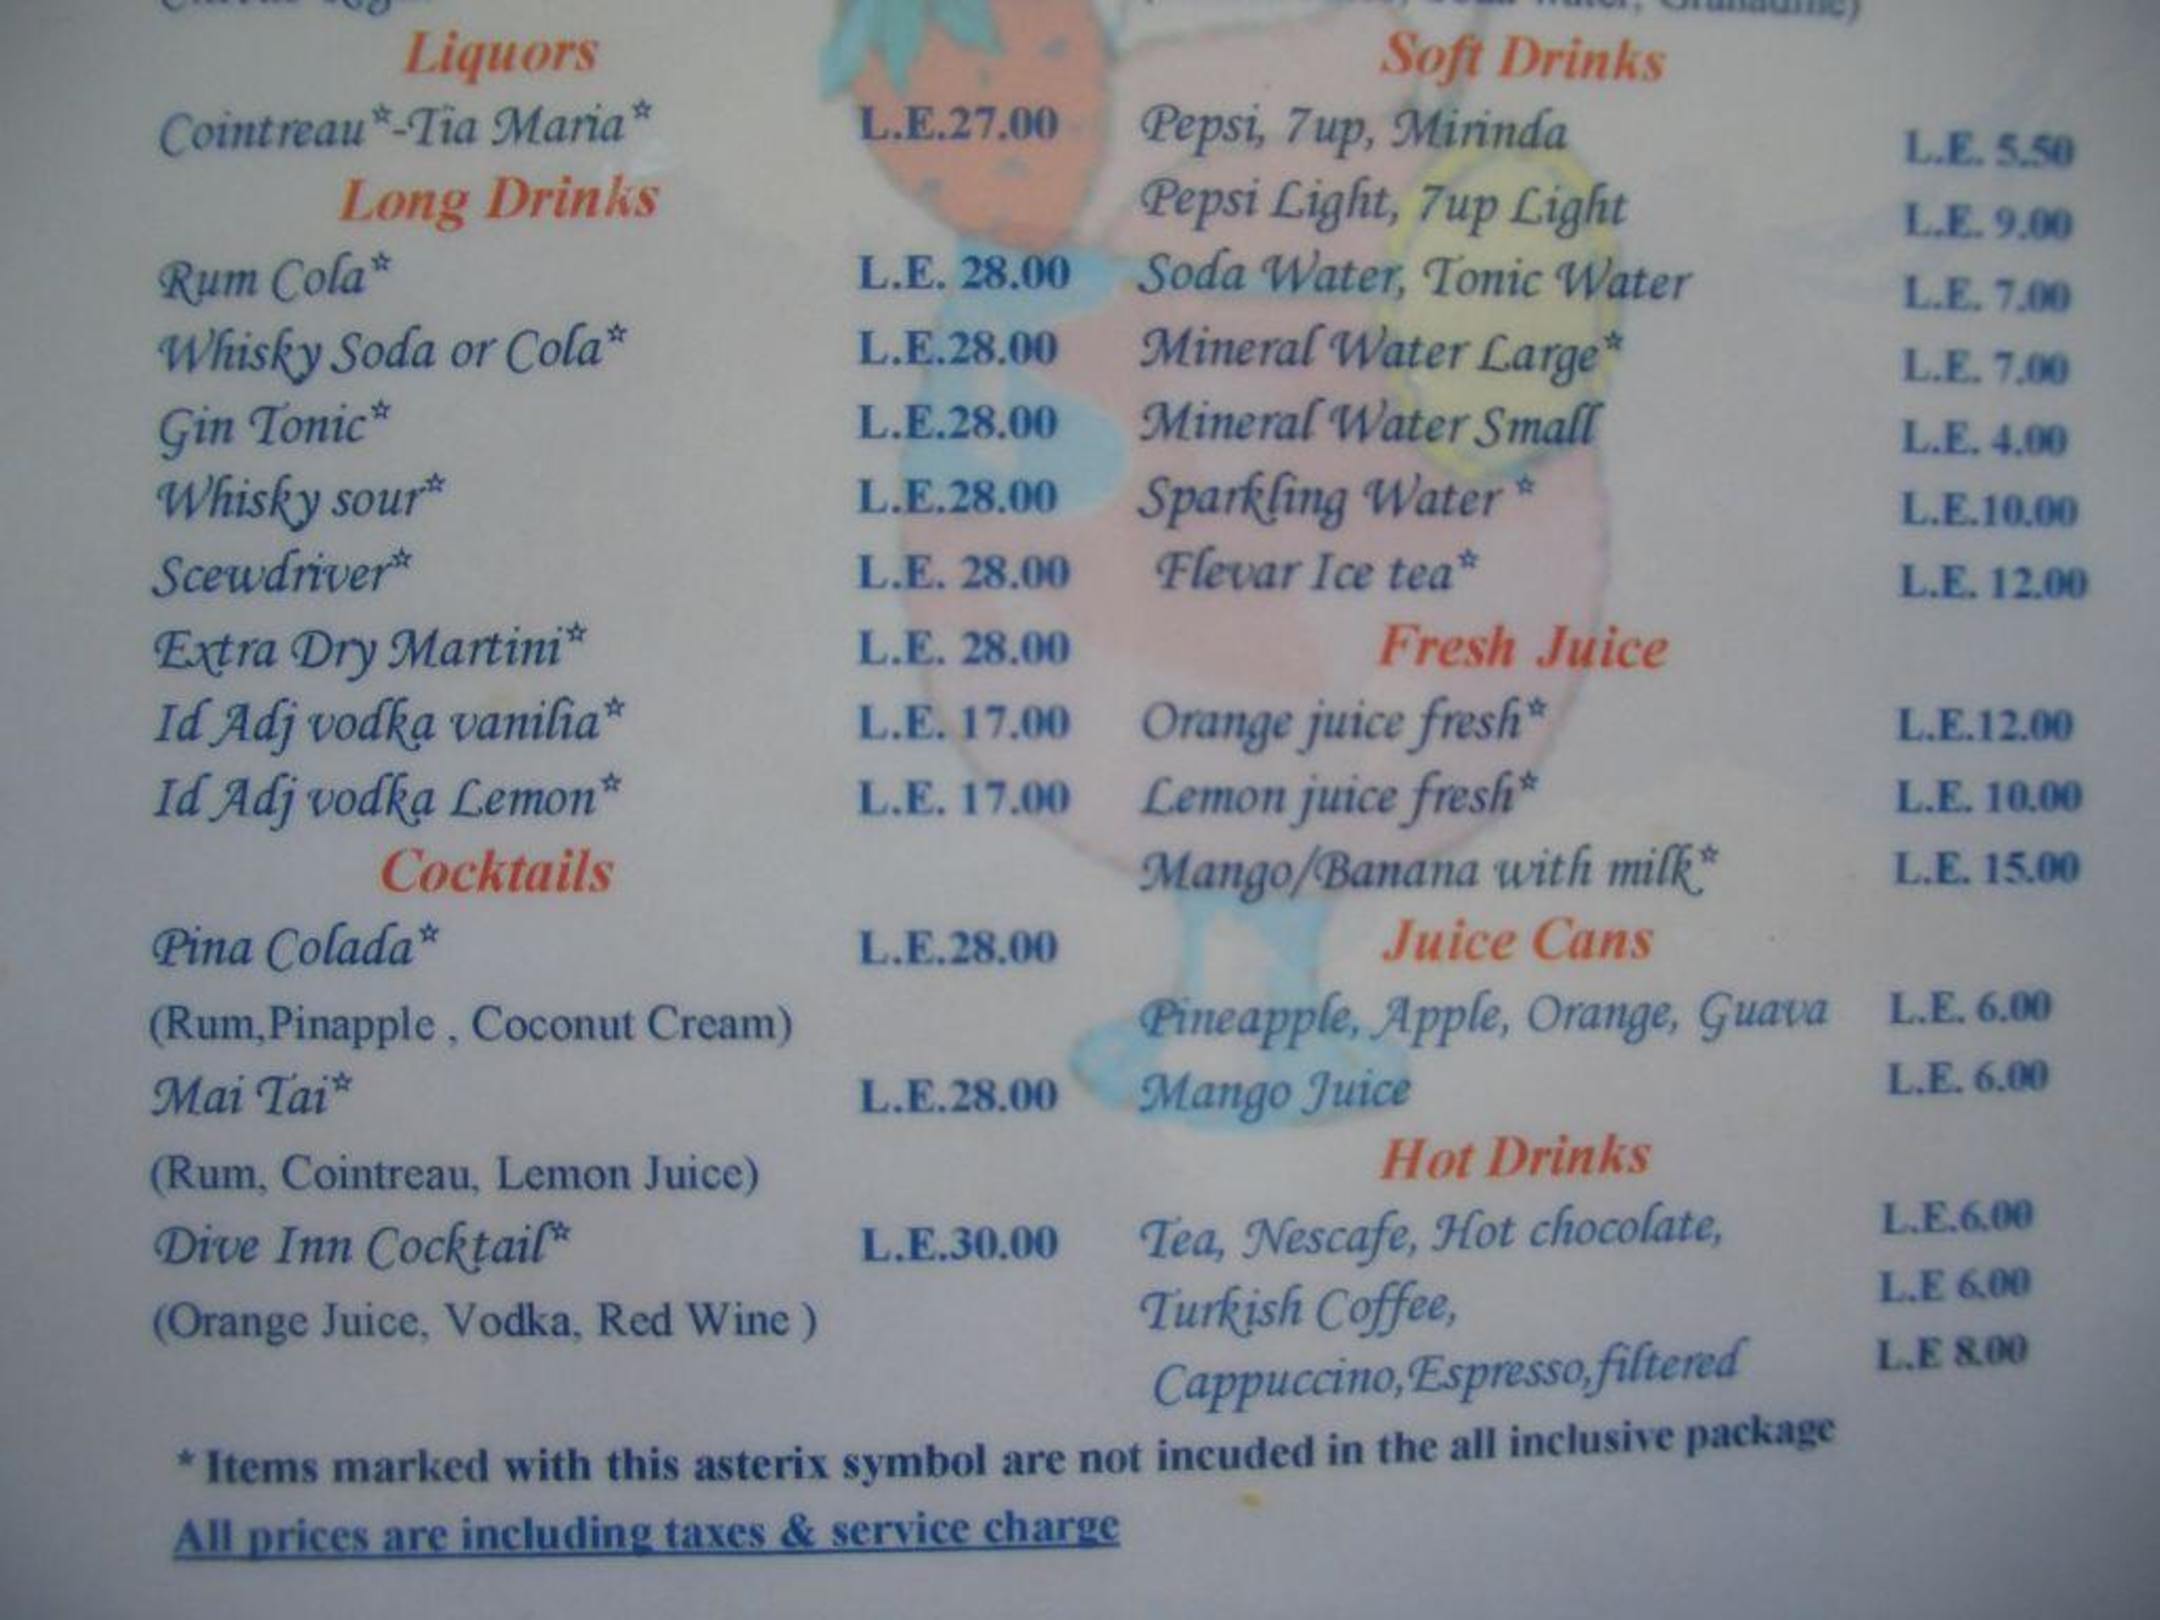 Liquors
Cointreau*-Tia Maria* L.E.27.00
Long Drinks
Rum Cola* L.E. 28.00
Whisky Soda or Cola* L.E.28.00
Gin Tonic* L.E.28.00
Whisky sour* L.E.28.00
Scewdriver* L.E. 28.00
Extra Dry Martini* L.E. 28.00
Id Adj vodka vanilia* L.E. 17.00
Id Adj vodka Lemon* L.E. 17.00
Cocktails
Pina Colada* L.E.28.00
(Rum,Pinapple , Coconut Cream)
Mai Tai* L.E.28.00
(Rum, Cointreau, Lemon Juice)
Dive Inn Cocktail* L.E.30.00
(Orange Juice, Vodka, Red Wine )
Soft Drinks
Pepsi, 7up, Mirinda L.E. 5.50
Pepsi Light, 7up Light L.E. 9.00
Soda Water, Tonic Water L.E. 7.00
Mineral Water Large* L.E. 7.00
Mineral Water Small L.E. 4.00
Sparkling Water * L.E.10.00
Flevar Ice tea* L.E. 12.00
Fresh Juice
Orange juice fresh* L.E.12.00
Lemon juice fresh* L.E. 10.00
Mango/Banana with milk* L.E. 15.00
Juice Cans
Pineapple, Apple, Orange, Guava L.E. 6.00
Mango Juice L.E. 6.00
Hot Drinks
Tea, Nescafe, Hot chocolate, L.E.6.00
Turkish Coffee, L.E 6.00
Cappuccino,Espresso,filtered L.E 8.00
* Items marked with this asterix symbol are not incuded in the all inclusive package
All prices are including taxes & service charge